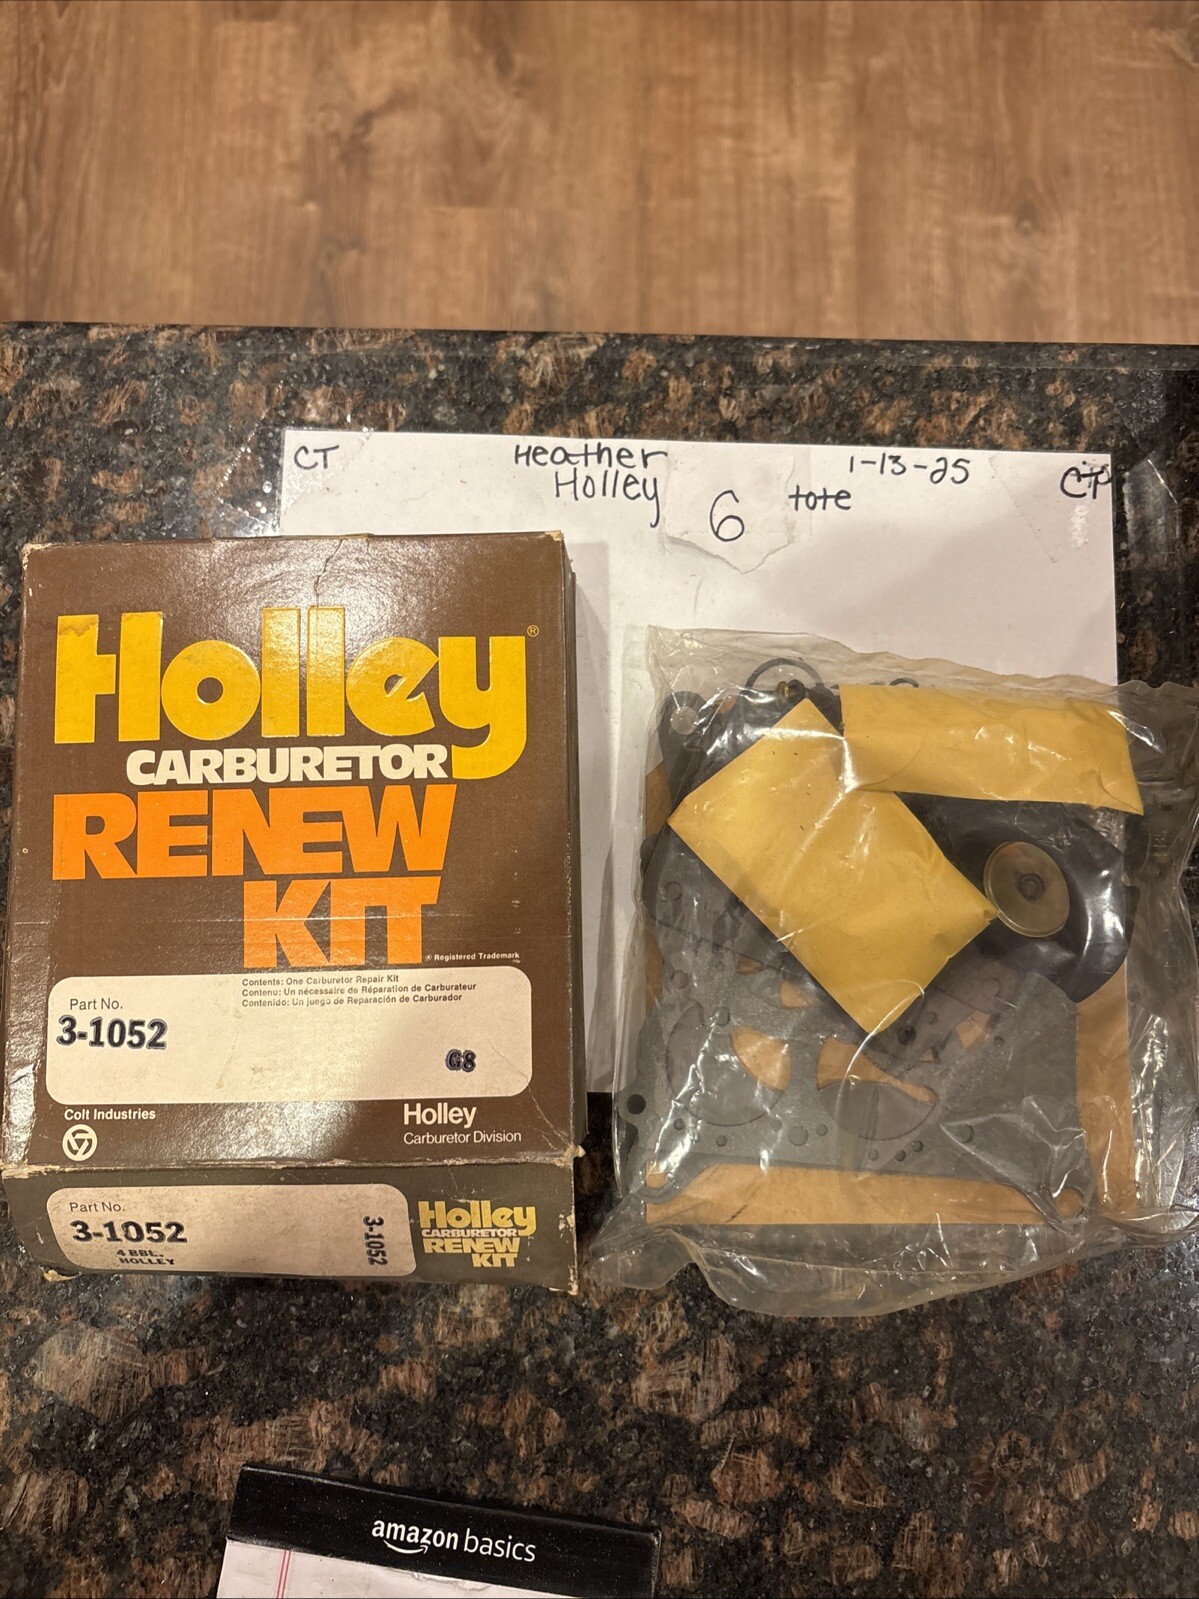 CT
Heather
Holley
6
tote
1-13-25
CT
Holley®
CARBURETOR
RENEW
KIT
® Registered Trademark
Contents: One Carburetor Repair Kit
Contenu: Un nécessaire de Réparation de Carburateur
Contenido: Un juego de Reparación de Carburador
Part No.
3-1052
G8
Colt Industries
Holley
Carburetor Division
Part No.
3-1052
4 BBL.
HOLLEY
3-1052
Holley
CARBURETOR
RENEW
KIT
amazon basics